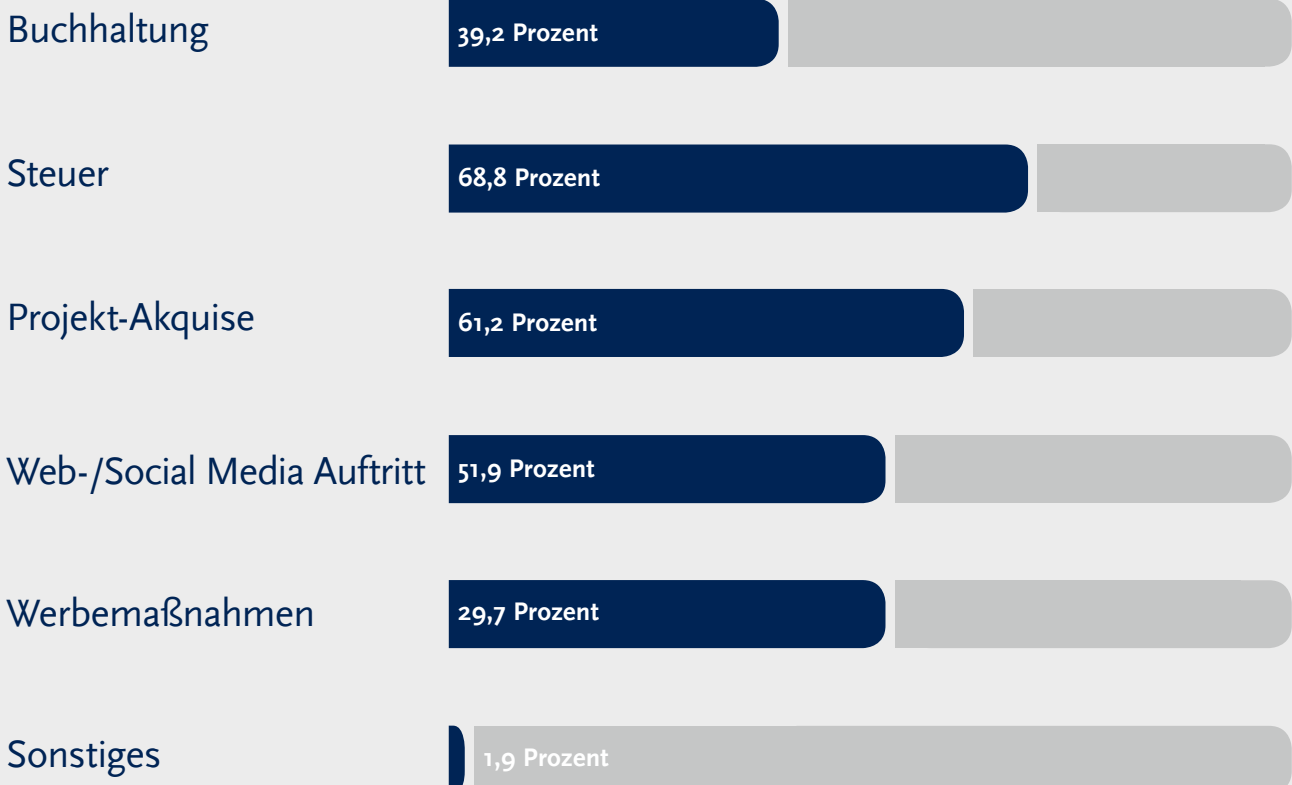 Buchhaltung 39,2 Prozent
Steuer 68,8 Prozent
Projekt-Akquise 61,2 Prozent
Web-/Social Media Auftritt 51,9 Prozent
Werbemaßnahmen 29,7 Prozent
Sonstiges 1,9 Prozent